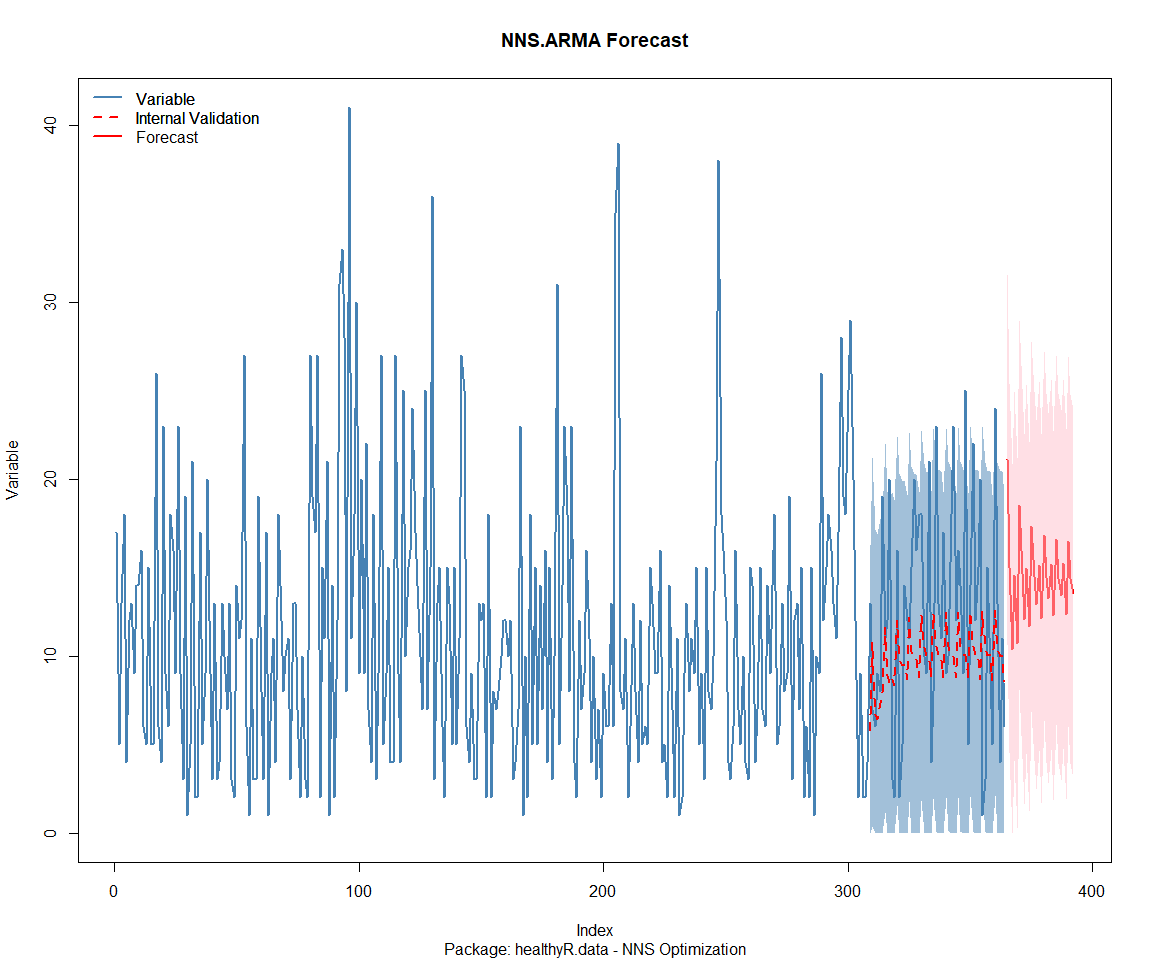 NNS.ARMA Forecast
Variable
Internal Validation
Forecast
40
30
20
10
0
Variable
0 100 200 300 400
Index
Package: healthyR.data - NNS Optimization